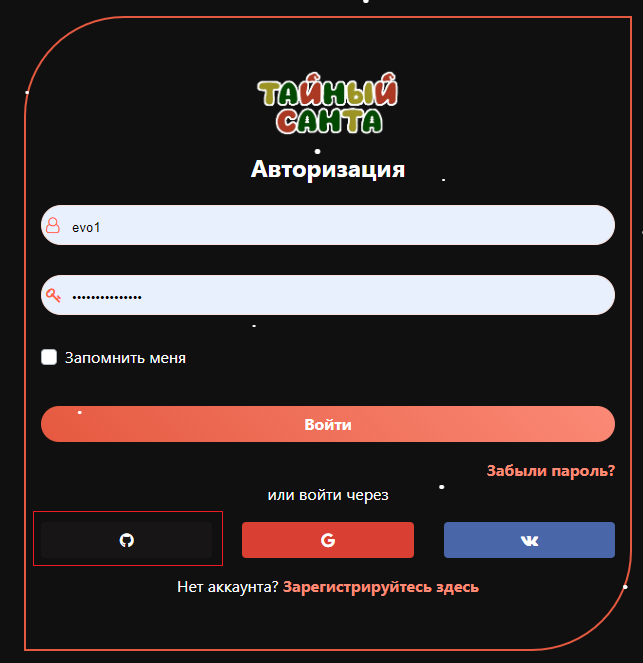 ТАЙНЫЙ
САНТА
Авторизация
evo1
•••••••••••••••
Запомнить меня
Войти
Забыли пароль?
или войти через
Нет аккаунта? Зарегистрируйтесь здесь